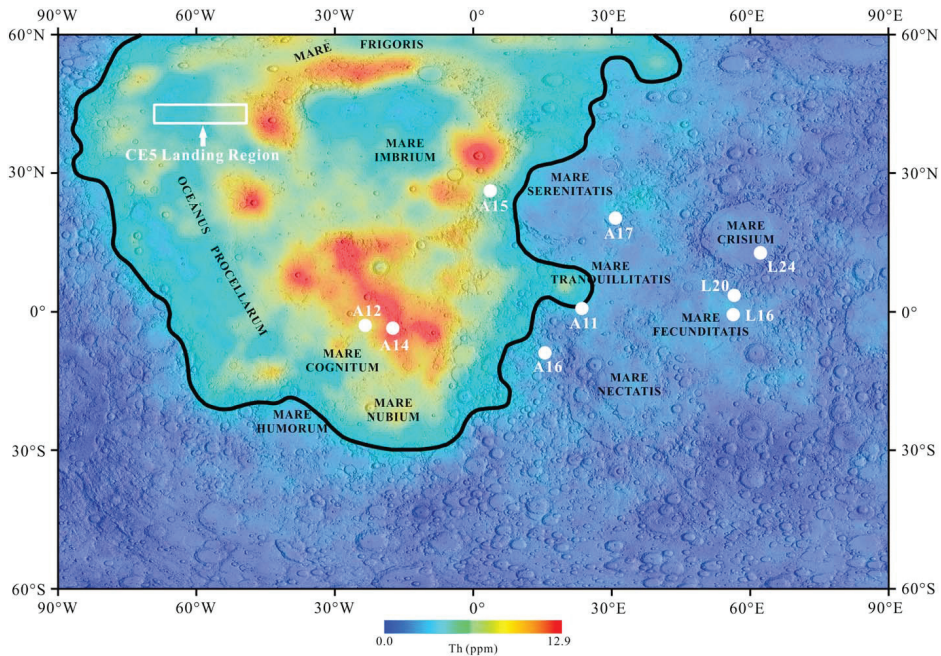 90°W
60°W
30°W
0°
30°E
60°E
90°E
60°N
60°N
MARE
FRIGORIS
CE5 Landing Region
MARE
IMBRIUM
30°N
30°N
MARE
SERENITATIS
OCEANUS
PROCELLARUM
A15
A17
MARE
CRISIUM
L24
MARE
TRANQUILLITATIS
L20
0°
0°
A12
A14
A11
L16
MARE
FECUNDITATIS
MARE
COGNITUM
A16
MARE
NECTATIS
MARE
NUBIUM
MARE
HUMORUM
30°S
30°S
60°S
60°S
90°W
60°W
30°W
0°
30°E
60°E
90°E
0.0
12.9
Th (ppm)